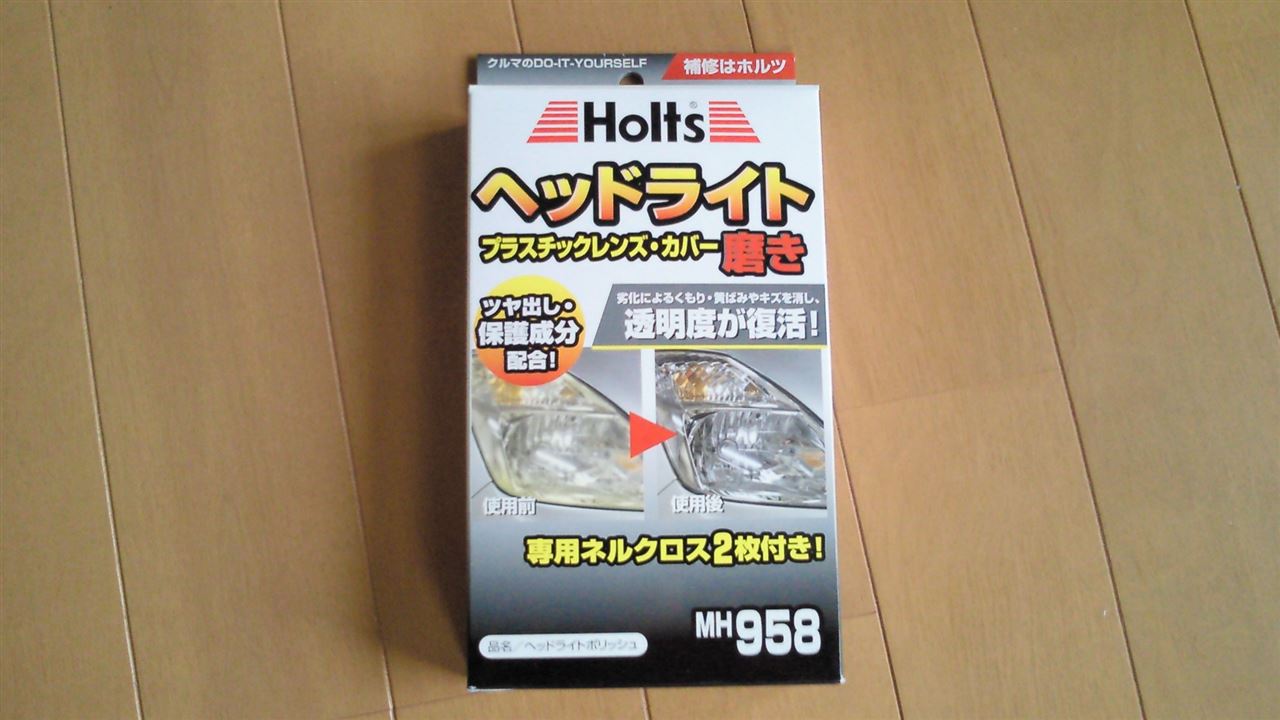 クルマのDO-IT-YOURSELF
補修はホルツ
Holts®
ヘッドライト
プラスチックレンズ・カバー磨き
ツヤ出し・
保護成分
配合!
劣化によるくもり・黄ばみやキズを消し、
透明度が復活!
使用前
使用後
専用ネルクロス2枚付き!
MH958
品名/ヘッドライトポリッシュ